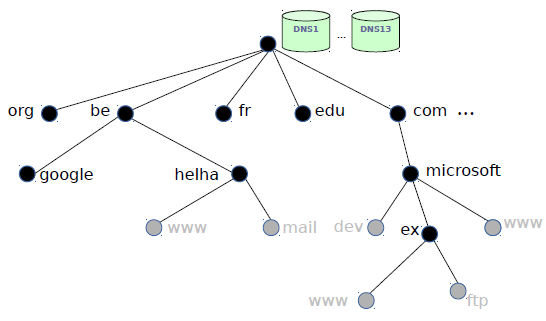 DNS1 ... DNS13
org be fr edu com ...
google helha microsoft
www mail dev ex www
www ftp